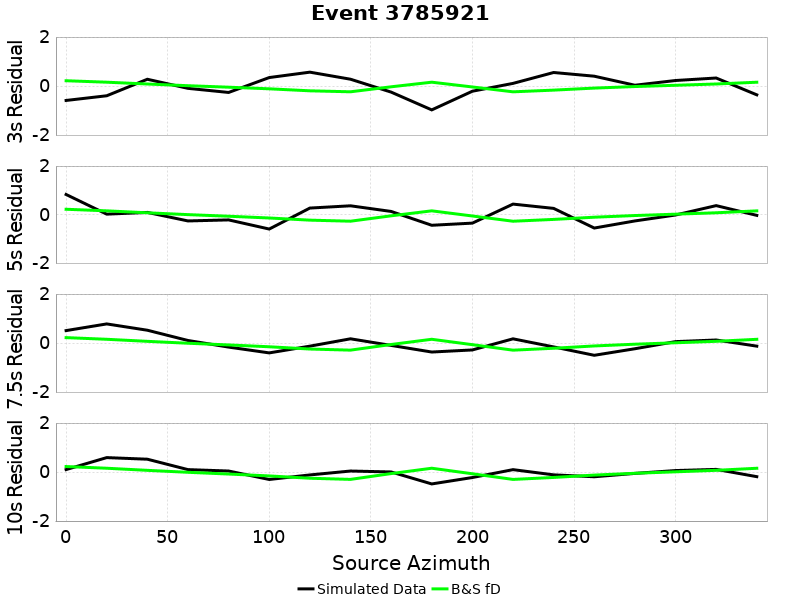 Event 3785921
3s Residual
2
0
-2
5s Residual
2
0
-2
7.5s Residual
2
0
-2
10s Residual
2
0
-2
0 50 100 150 200 250 300
Source Azimuth
Simulated Data B&S fD